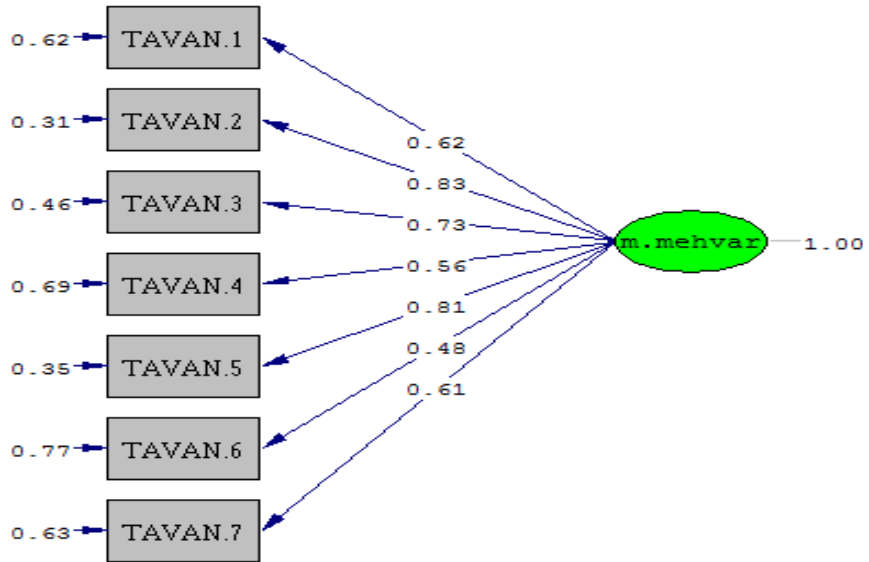 0.62 TAVAN.1
0.31 TAVAN.2
0.46 TAVAN.3
0.69 TAVAN.4
0.35 TAVAN.5
0.77 TAVAN.6
0.63 TAVAN.7
0.62
0.83
0.73
0.56
0.81
0.48
0.61
m.mehvar 1.00